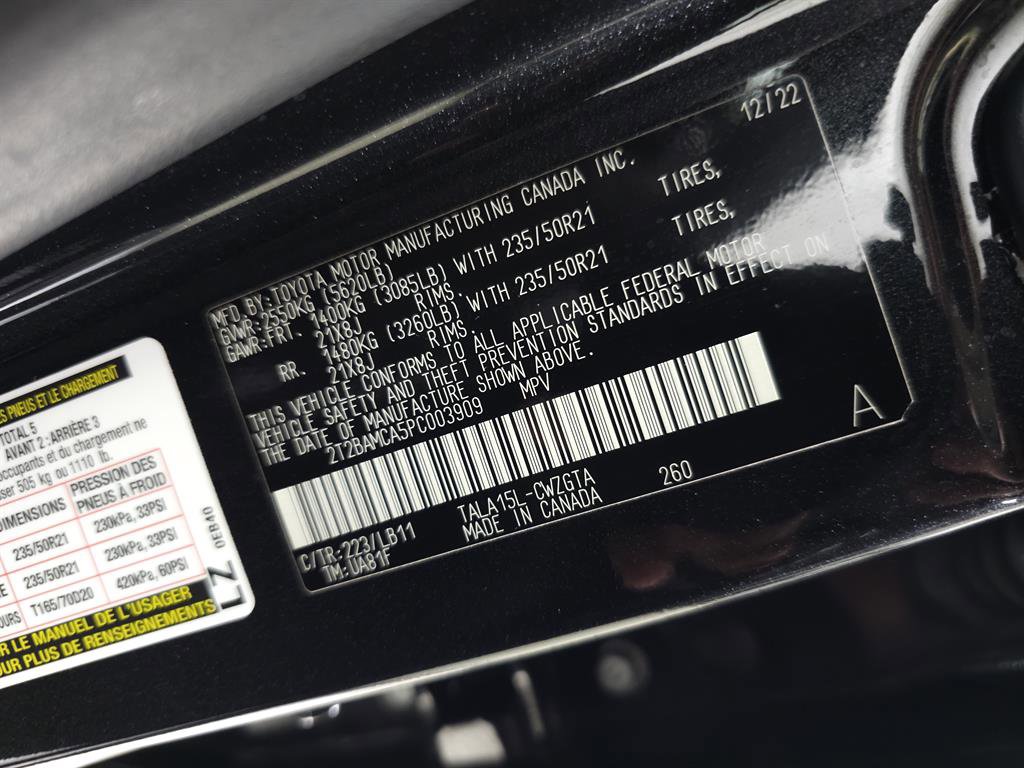 12/22
MFD. BY: TOYOTA MOTOR MANUFACTURING CANADA INC.
GVWR:2550KG (5620LB)
GAWR:FRT 1400KG (3085LB) WITH 235/50R21 TIRES,
21X8J RIMS,
RR. 1480KG (3260LB) WITH 235/50R21 TIRES,
21X8J RIMS.
THIS VEHICLE CONFORMS TO ALL APPLICABLE FEDERAL MOTOR
VEHICLE SAFETY AND THEFT PREVENTION STANDARDS IN EFFECT ON
THE DATE OF MANUFACTURE SHOWN ABOVE.
2T2BAMCA5PC003909 MPV
A
C/TR:223/LB11 TALA15L-CWZGTA 260
TM:UA81F MADE IN CANADA
PNEUS ET LE CHARGEMENT
TOTAL 5
AVANT 2 : ARRIÈRE 3
occupants et du chargement ne
505 kg ou 1110 lb.
DIMENSIONS PRESSION DES PNEUS À FROID
235/50R21 230kPa, 33PSI
235/50R21 230kPa, 33PSI
T165/70D20 420kPa, 60PSI
LE MANUEL DE L'USAGER
PLUS DE RENSEIGNEMENTS
LZ 0EB40